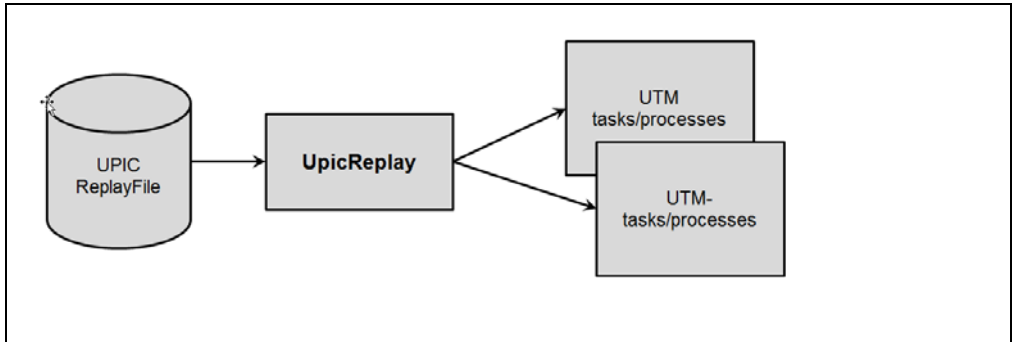 UPIC
ReplayFile
UpicReplay
UTM
tasks/processes
UTM-
tasks/processes